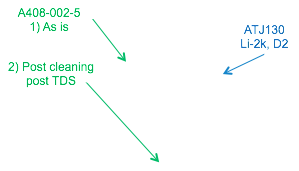 A408-002-5
1) As is
2) Post cleaning
post TDS
ATJ130
Li-2k, D2